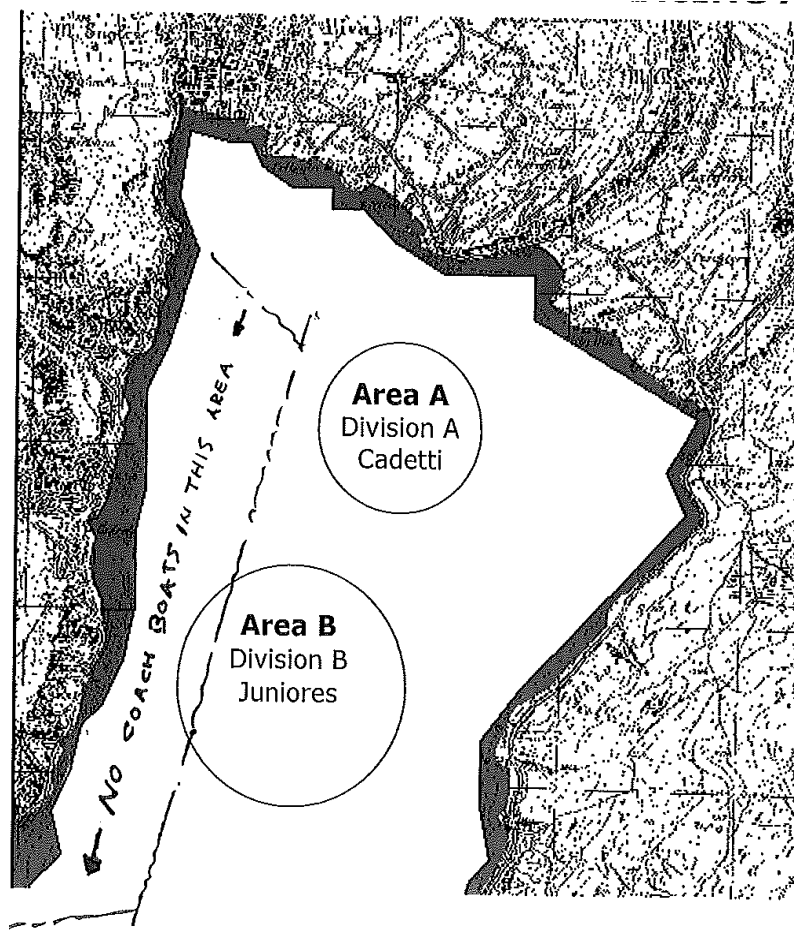 Area A
Division A
Cadetti
NO COACH BOATS IN THIS AREA
Area B
Division B
Juniores